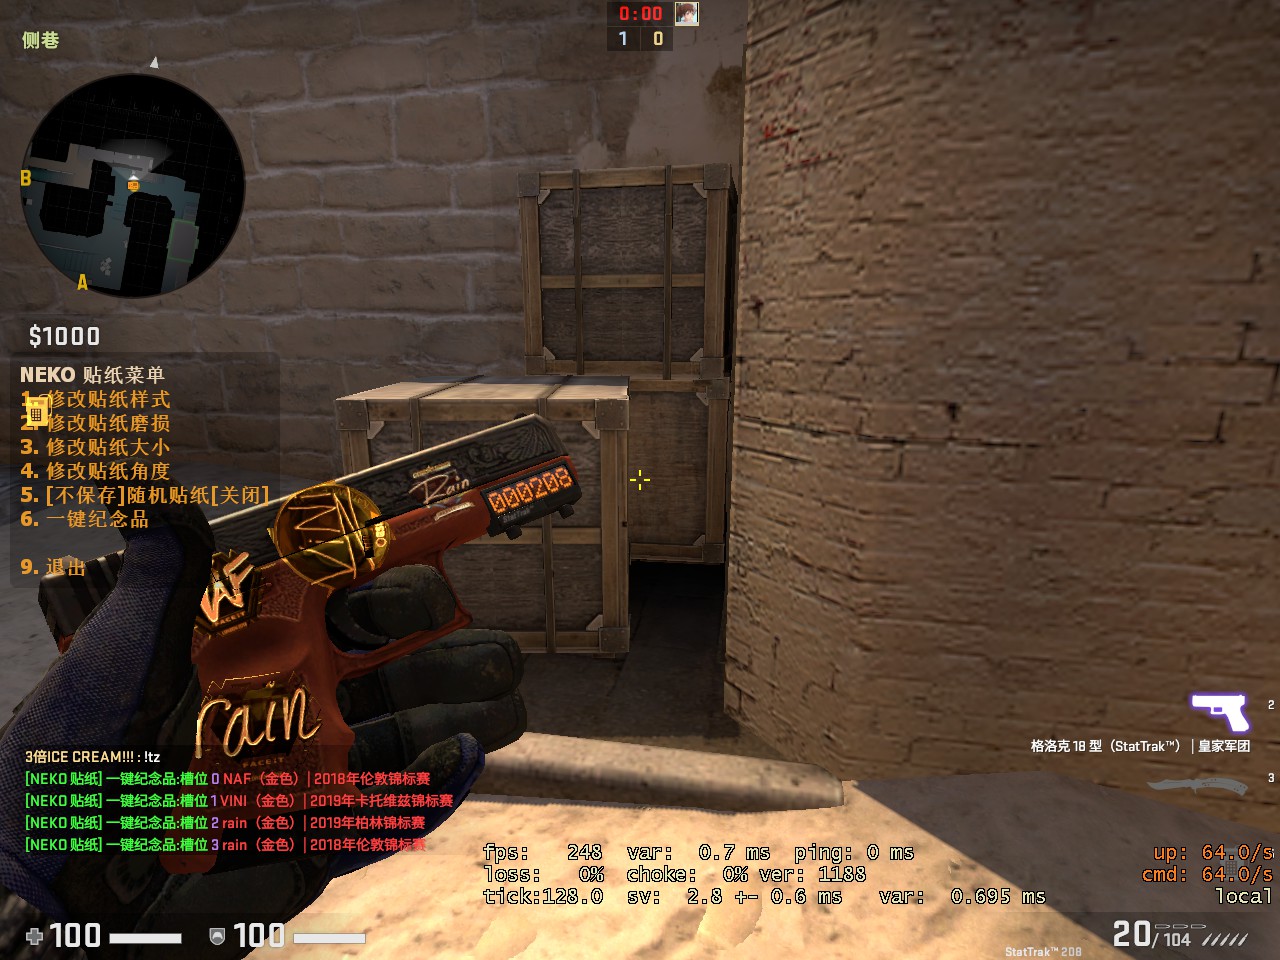 侧巷
0:00
1 0
B
A
$1000
NEKO 贴纸菜单
1. 修改贴纸样式
2. 修改贴纸磨损
3. 修改贴纸大小
4. 修改贴纸角度
5. [不保存]随机贴纸[关闭]
6. 一键纪念品
9. 退出
Rain
000208
StatTrak™
rain
FACEIT
2
格洛克 18 型（StatTrak™） | 皇家军团
3
3倍ICE CREAM!!! : !tz
[NEKO 贴纸] 一键纪念品:槽位 0 NAF（金色）| 2018年伦敦锦标赛
[NEKO 贴纸] 一键纪念品:槽位 1 VINI（金色）| 2019年卡托维兹锦标赛
[NEKO 贴纸] 一键纪念品:槽位 2 rain（金色）| 2019年柏林锦标赛
[NEKO 贴纸] 一键纪念品:槽位 3 rain（金色）| 2018年伦敦锦标赛
fps: 248 var: 0.7 ms ping: 0 ms
loss: 0% choke: 0% ver: 1188
tick:128.0 sv: 2.8 +- 0.6 ms var: 0.695 ms
up: 64.0/s
cmd: 64.0/s
local
100
100
20/104
StatTrak™ 208